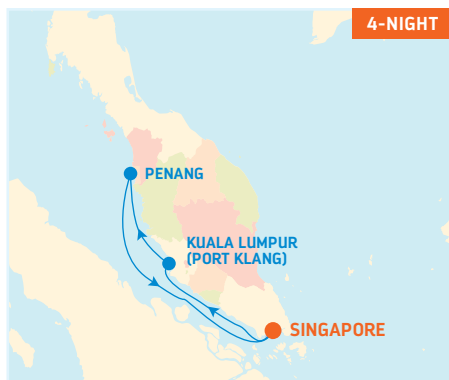 4-NIGHT
PENANG
KUALA LUMPUR
(PORT KLANG)
SINGAPORE